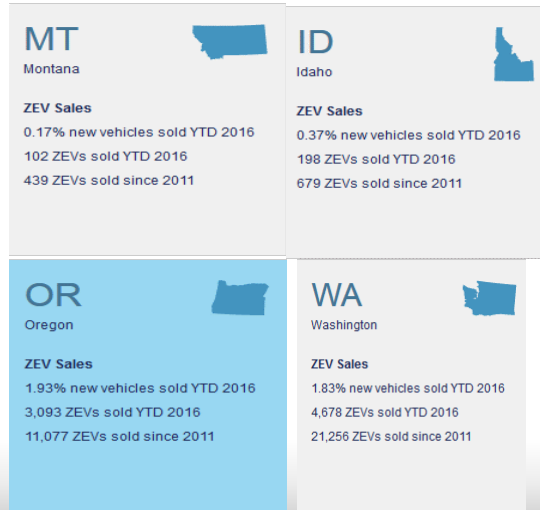 MT
Montana
ZEV Sales
0.17% new vehicles sold YTD 2016
102 ZEVs sold YTD 2016
439 ZEVs sold since 2011
ID
Idaho
ZEV Sales
0.37% new vehicles sold YTD 2016
198 ZEVs sold YTD 2016
679 ZEVs sold since 2011
OR
Oregon
ZEV Sales
1.93% new vehicles sold YTD 2016
3,093 ZEVs sold YTD 2016
11,077 ZEVs sold since 2011
WA
Washington
ZEV Sales
1.83% new vehicles sold YTD 2016
4,678 ZEVs sold YTD 2016
21,256 ZEVs sold since 2011